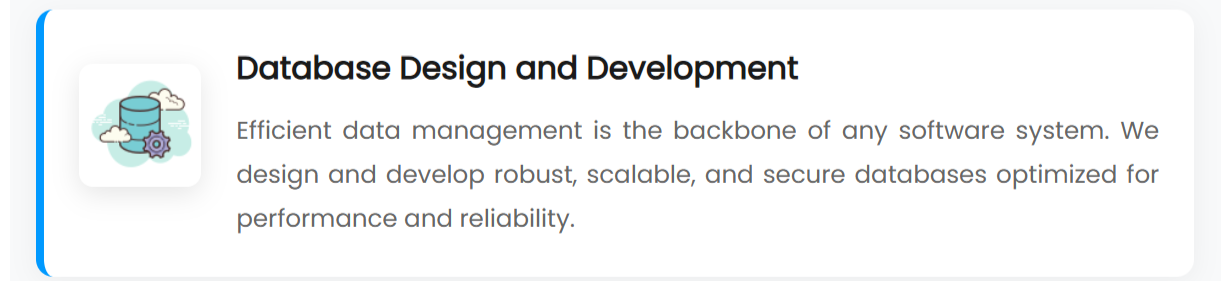 Database Design and Development
Efficient data management is the backbone of any software system. We
design and develop robust, scalable, and secure databases optimized for
performance and reliability.